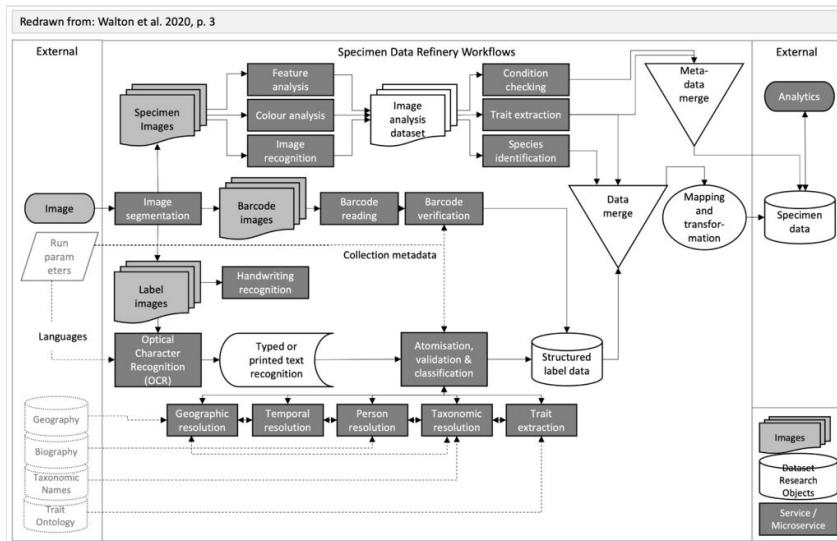 Redrawn from: Walton et al. 2020, p. 3
External
Specimen Data Refinery Workflows
External
Specimen
Images
Feature
analysis
Colour analysis
Image
recognition
Image
analysis
dataset
Condition
checking
Trait extraction
Species
identification
Meta-
data
merge
Analytics
Image
Image
segmentation
Barcode
images
Barcode
reading
Barcode
verification
Data
merge
Mapping
and
transfor-
mation
Specimen
data
Run
param
eters
Collection metadata
Label
images
Handwriting
recognition
Languages
Optical
Character
Recognition
(OCR)
Typed or
printed text
recognition
Atomisation,
validation &
classification
Structured
label data
Geography
Biography
Taxonomic
Names
Trait
Ontology
Geographic
resolution
Temporal
resolution
Person
resolution
Taxonomic
resolution
Trait
extraction
Images
Dataset
Research
Objects
Service /
Microservice